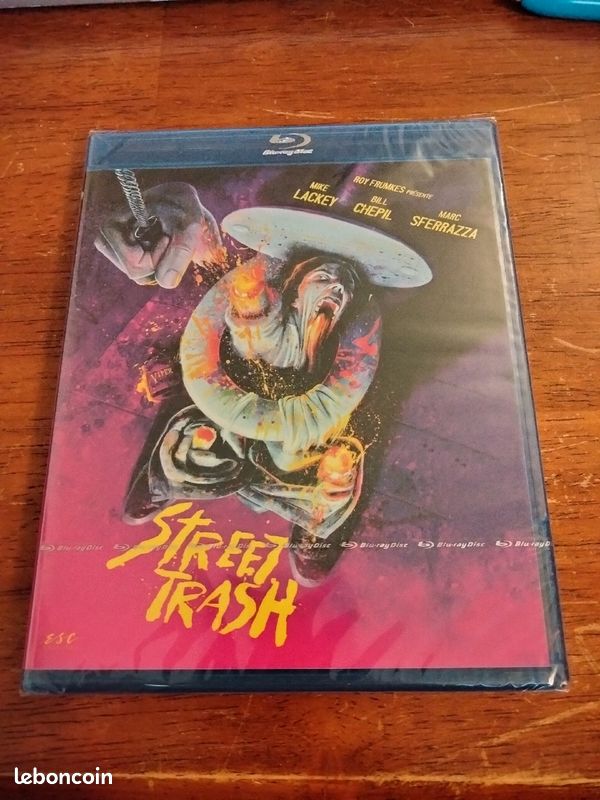 Blu-ray Disc
ROY FRUMKES PRÉSENTE
MIKE LACKEY
BILL CHEPIL
MARC SFERRAZZA
VIPER
STREET
TRASH
Blu-ray Disc Blu-ray Disc Blu-ray Disc Blu-ray Disc Blu-ray Disc Blu-ray D
ESC
leboncoin